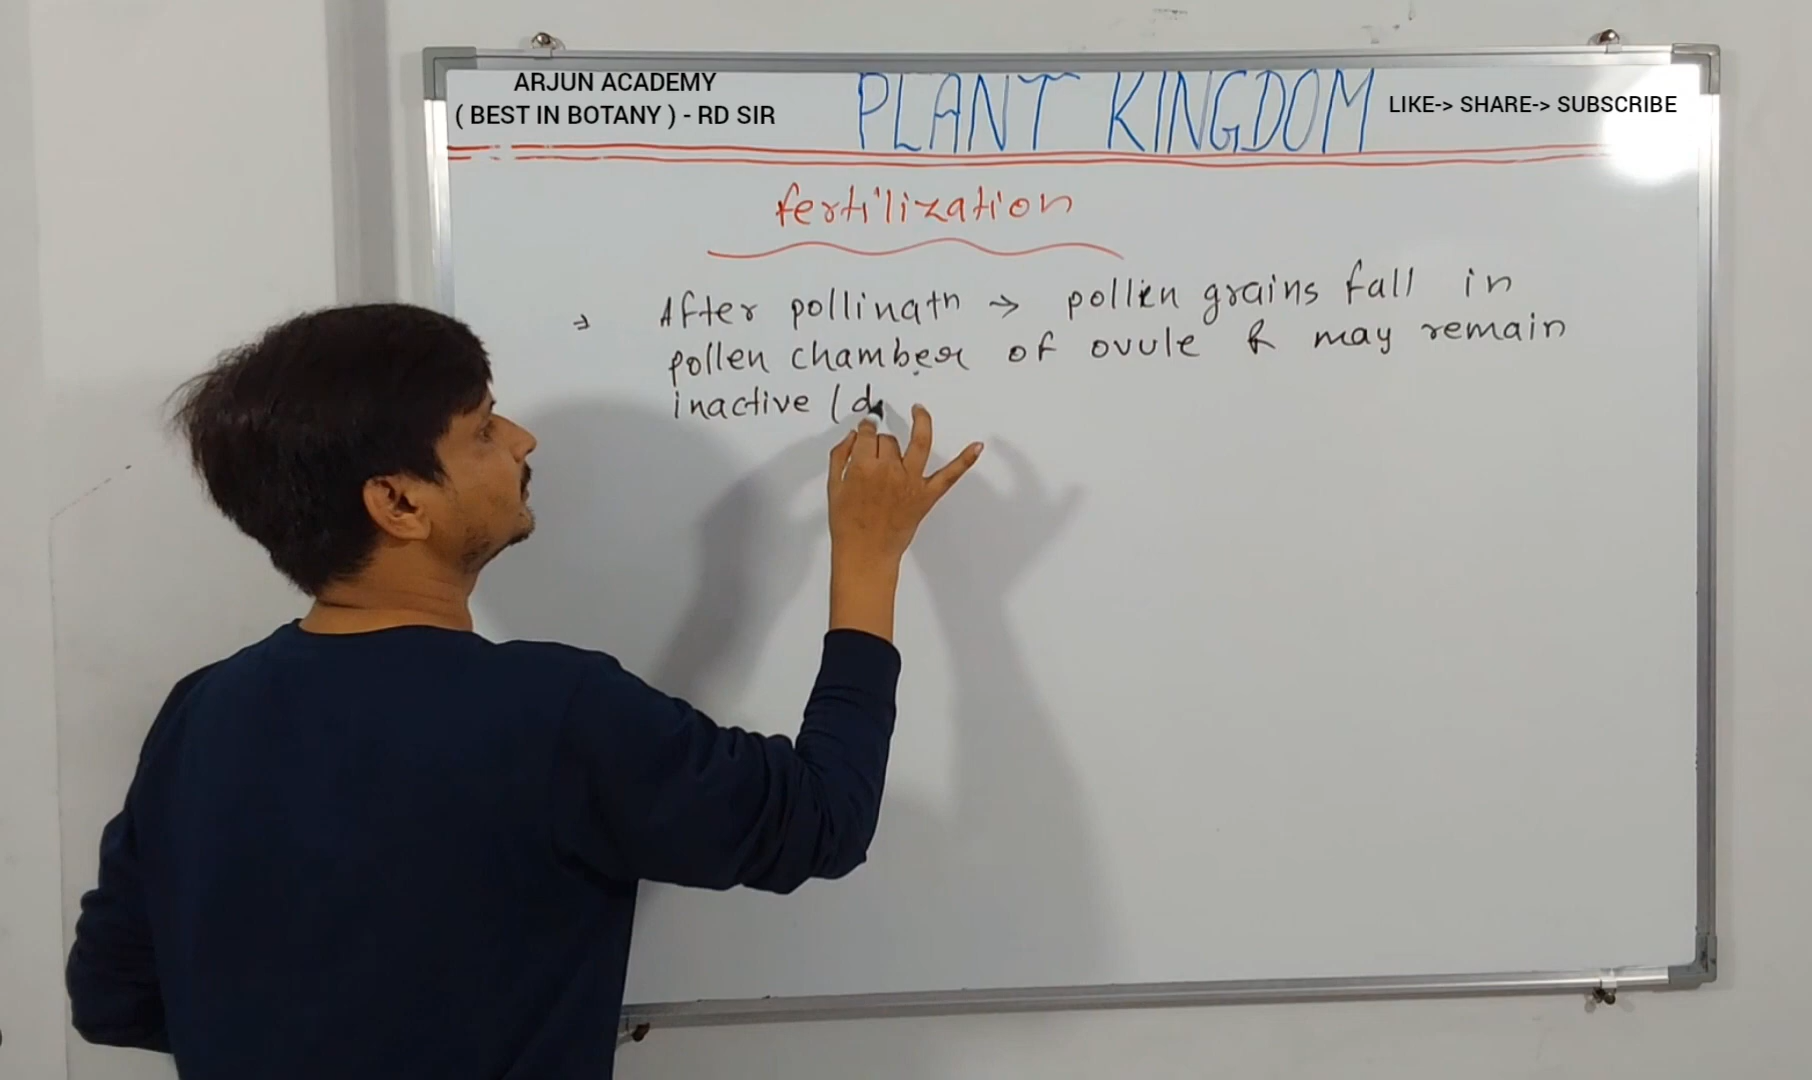 ARJUN ACADEMY
( BEST IN BOTANY ) - RD SIR
PLANT KINGDOM
LIKE-> SHARE-> SUBSCRIBE
fertilization
→ After pollinatn → pollen grains fall in
pollen chamber of ovule & may remain
inactive (d